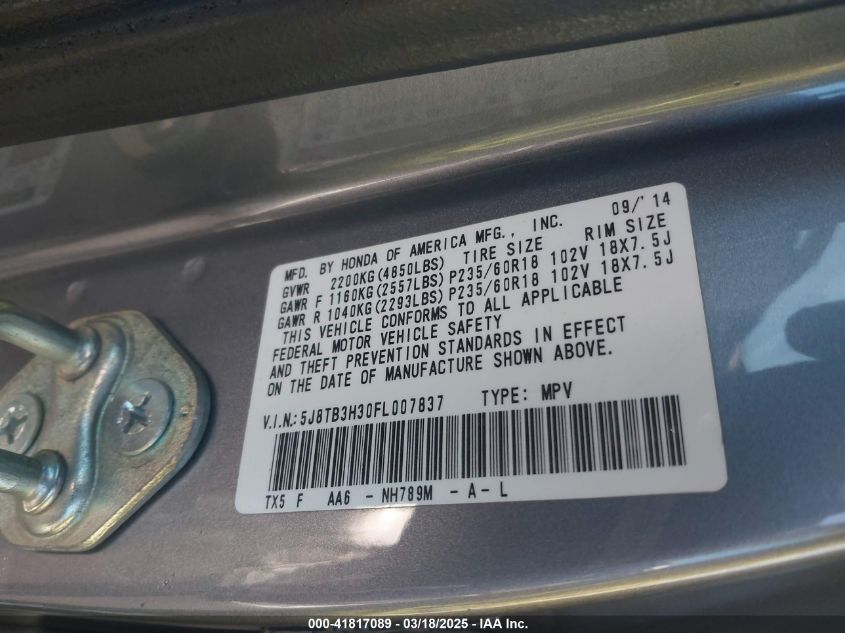 MFD. BY HONDA OF AMERICA MFG., INC. 09/'14
GVWR 2200KG(4850LBS) TIRE SIZE RIM SIZE
GAWR F 1160KG(2557LBS)P235/60R18 102V 18X7.5J
GAWR R 1040KG(2293LBS)P235/60R18 102V 18X7.5J
THIS VEHICLE CONFORMS TO ALL APPLICABLE
FEDERAL MOTOR VEHICLE SAFETY
AND THEFT PREVENTION STANDARDS IN EFFECT
ON THE DATE OF MANUFACTURE SHOWN ABOVE.
V.I.N.:5J8TB3H30FL007837 TYPE: MPV
TX5 F AA6 - NH789M - A - L
000-41817089 - 03/18/2025 - IAA Inc.